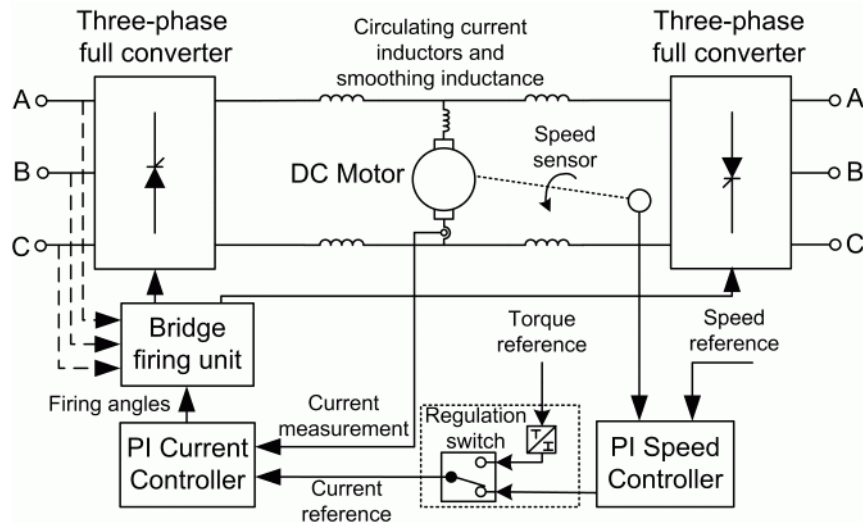 Three-phase
full converter
Circulating current
inductors and
smoothing inductance
Three-phase
full converter
A
A
B
DC Motor
Speed
sensor
B
C
C
Bridge
firing unit
Torque
reference
Speed
reference
Firing angles
Current
measurement
Regulation
switch
T
I
PI Current
Controller
Current
reference
PI Speed
Controller